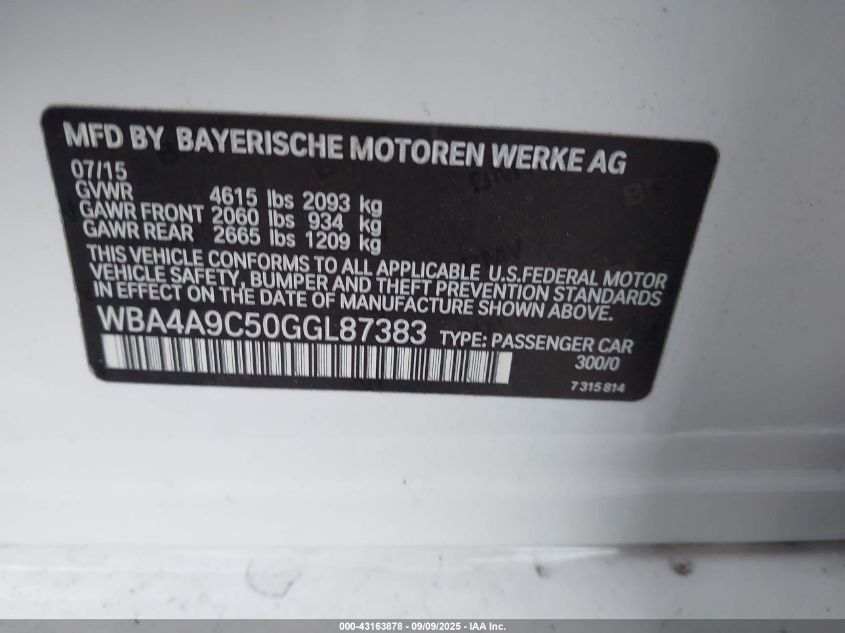 MFD BY BAYERISCHE MOTOREN WERKE AG
07/15
GVWR 4615 lbs 2093 kg
GAWR FRONT 2060 lbs 934 kg
GAWR REAR 2665 lbs 1209 kg
THIS VEHICLE CONFORMS TO ALL APPLICABLE U.S.FEDERAL MOTOR
VEHICLE SAFETY, BUMPER AND THEFT PREVENTION STANDARDS
IN EFFECT ON THE DATE OF MANUFACTURE SHOWN ABOVE.
WBA4A9C50GGL87383 TYPE: PASSENGER CAR
300/0
7 315 814
000-43163878 - 09/09/2025 - IAA Inc.